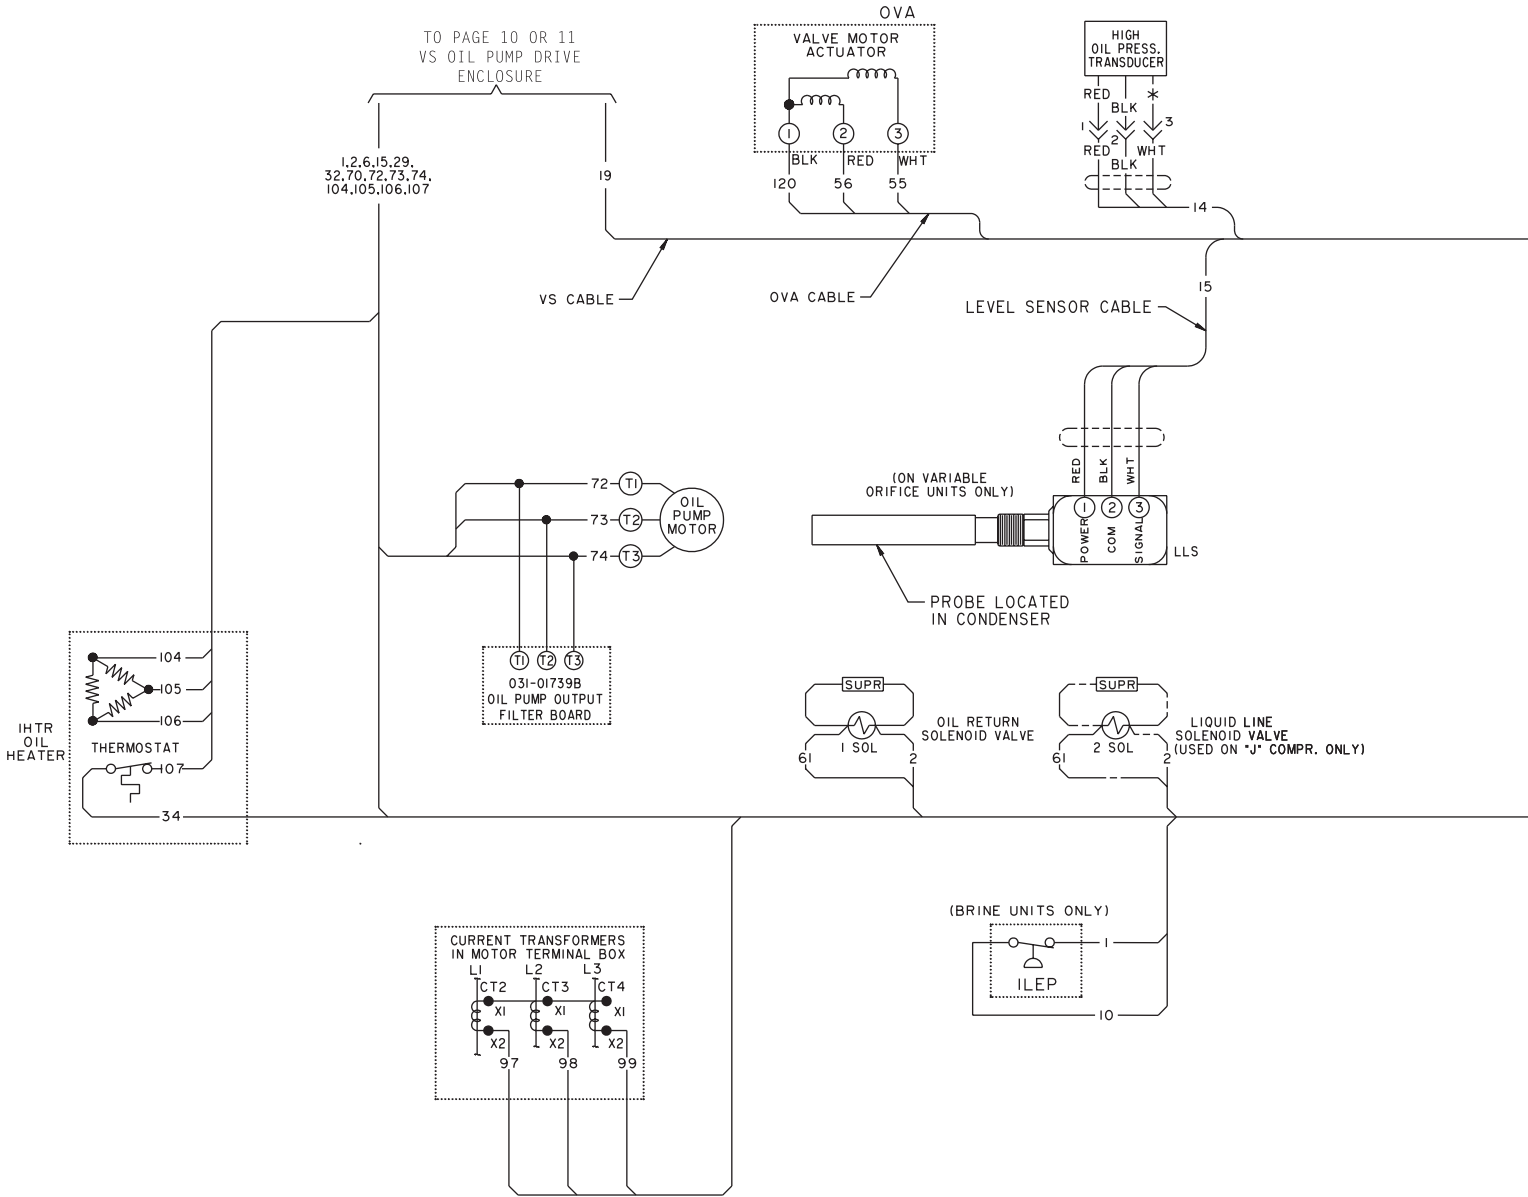 TO PAGE 10 OR 11
VS OIL PUMP DRIVE
ENCLOSURE
1,2,6,15,29,
32,70,72,73,74,
104,105,106,107
19
OVA
VALVE MOTOR
ACTUATOR
1 2 3
BLK RED WHT
120 56 55
HIGH
OIL PRESS.
TRANSDUCER
RED BLK *
1 2 3
RED BLK WHT
14
VS CABLE
OVA CABLE
15
LEVEL SENSOR CABLE
RED BLK WHT
1 2 3
POWER COM SIGNAL
LLS
(ON VARIABLE
ORIFICE UNITS ONLY)
PROBE LOCATED
IN CONDENSER
72 T1
73 T2
74 T3
OIL
PUMP
MOTOR
T1 T2 T3
031-01739B
OIL PUMP OUTPUT
FILTER BOARD
104
105
106
1HTR
OIL
HEATER
THERMOSTAT
107
34
SUPR
1 SOL
61 2
OIL RETURN
SOLENOID VALVE
SUPR
2 SOL
61 2
LIQUID LINE
SOLENOID VALVE
(USED ON "J" COMPR. ONLY)
(BRINE UNITS ONLY)
1
1LEP
10
CURRENT TRANSFORMERS
IN MOTOR TERMINAL BOX
L1 L2 L3
CT2 CT3 CT4
X1 X1 X1
X2 X2 X2
97 98 99